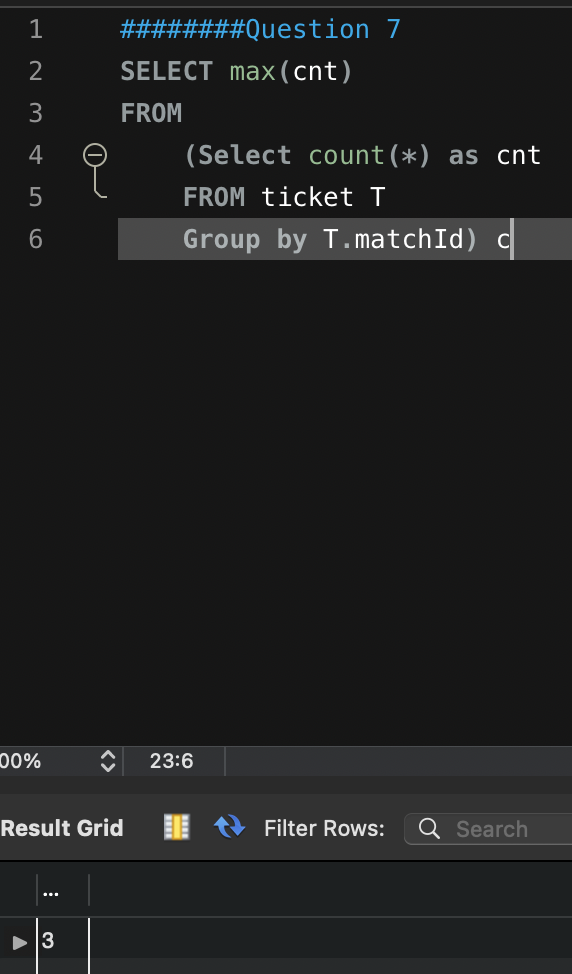 1 ########Question 7
2 SELECT max(cnt)
3 FROM
4 (Select count(*) as cnt
5 FROM ticket T
6 Group by T.matchId) c
00% 23:6
Result Grid Filter Rows: Search
...
3